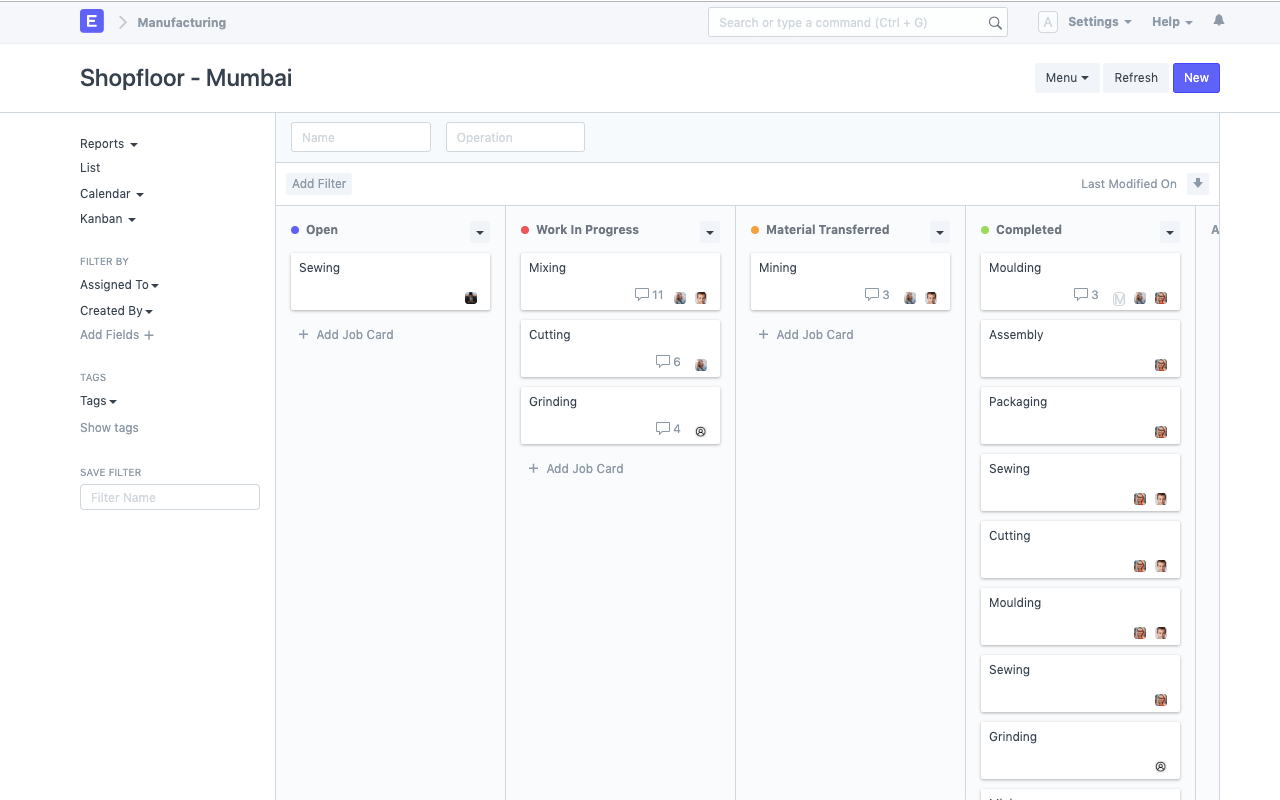 E
Manufacturing
Search or type a command (Ctrl + G)
A
Settings
Help
Shopfloor - Mumbai
Menu
Refresh
New
Reports
List
Calendar
Kanban
FILTER BY
Assigned To
Created By
Add Fields +
TAGS
Tags
Show tags
SAVE FILTER
Filter Name
Name
Operation
Add Filter
Last Modified On
Open
Sewing
+ Add Job Card
Work In Progress
Mixing
11
Cutting
6
Grinding
4
+ Add Job Card
Material Transferred
Mining
3
+ Add Job Card
Completed
Moulding
3
M
Assembly
Packaging
Sewing
Cutting
Moulding
Sewing
Grinding
A